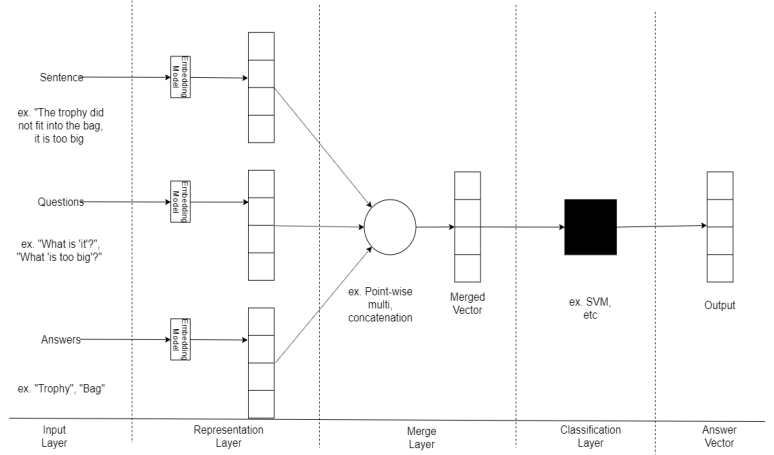 Sentence
Embedding
Model
ex. "The trophy did
not fit into the bag,
it is too big
Questions
Embedding
Model
ex. "What is 'it'?",
"What 'is too big'?"
Answers
Embedding
Model
ex. "Trophy", "Bag"
ex. Point-wise
multi,
concatenation
Merged
Vector
ex. SVM,
etc
Output
Input
Layer
Representation
Layer
Merge
Layer
Classification
Layer
Answer
Vector